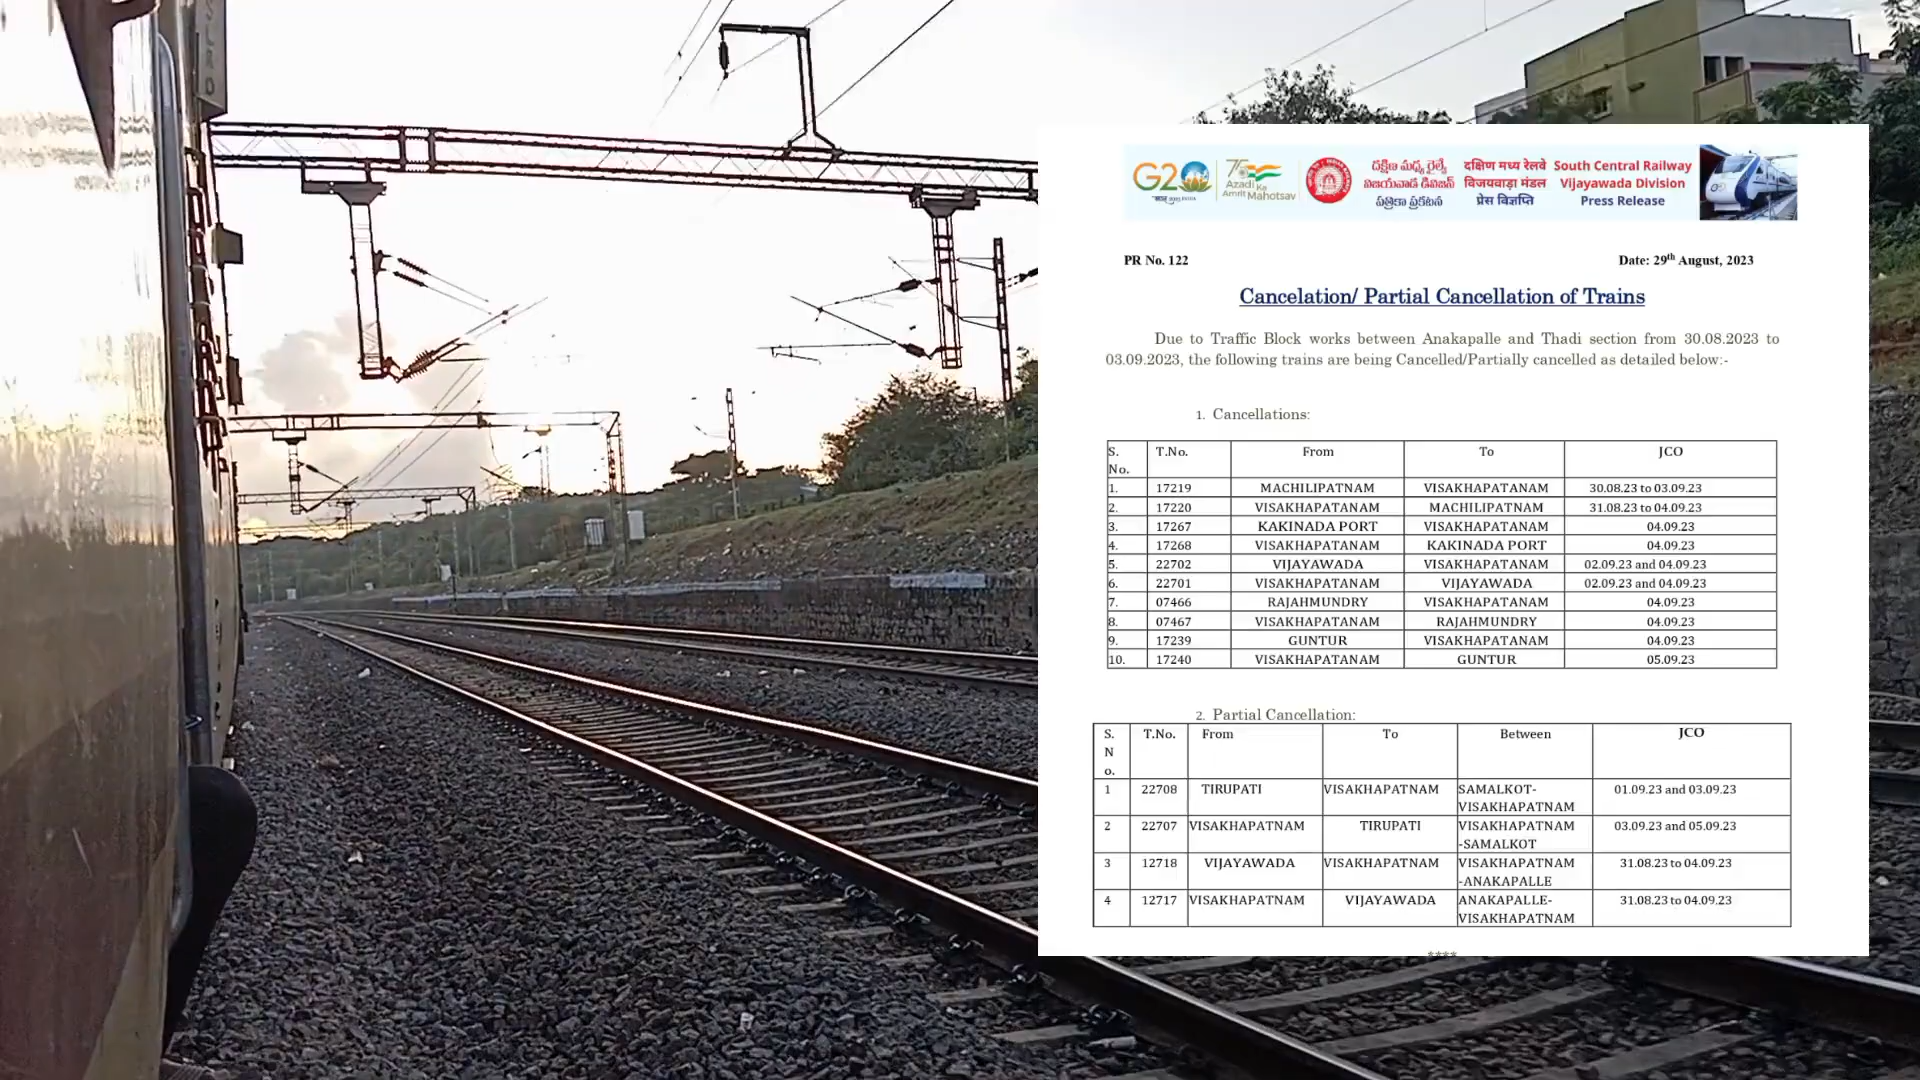 SLRO
G20
75
Azadi Ka
Amrit Mahotsav
దక్షిణ మధ్య రైల్వే
విజయవాడ డివిజన్
పత్రికా ప్రకటన
दक्षिण मध्य रेलवे
विजयवाड़ा मंडल
प्रेस विज्ञप्ति
South Central Railway
Vijayawada Division
Press Release
PR No. 122 Date: 29th August, 2023
Cancelation/ Partial Cancellation of Trains
Due to Traffic Block works between Anakapalle and Thadi section from 30.08.2023 to
03.09.2023, the following trains are being Cancelled/Partially cancelled as detailed below:-
1. Cancellations:
S. No. T.No. From To JCO
1. 17219 MACHILIPATNAM VISAKHAPATANAM 30.08.23 to 03.09.23
2. 17220 VISAKHAPATANAM MACHILIPATNAM 31.08.23 to 04.09.23
3. 17267 KAKINADA PORT VISAKHAPATANAM 04.09.23
4. 17268 VISAKHAPATANAM KAKINADA PORT 04.09.23
5. 22702 VIJAYAWADA VISAKHAPATANAM 02.09.23 and 04.09.23
6. 22701 VISAKHAPATANAM VIJAYAWADA 02.09.23 and 04.09.23
7. 07466 RAJAHMUNDRY VISAKHAPATANAM 04.09.23
8. 07467 VISAKHAPATANAM RAJAHMUNDRY 04.09.23
9. 17239 GUNTUR VISAKHAPATANAM 04.09.23
10. 17240 VISAKHAPATANAM GUNTUR 05.09.23
2. Partial Cancellation:
S. N o. T.No. From To Between JCO
1 22708 TIRUPATI VISAKHAPATNAM SAMALKOT- 01.09.23 and 03.09.23
VISAKHAPATNAM
2 22707 VISAKHAPATNAM TIRUPATI VISAKHAPATNAM 03.09.23 and 05.09.23
-SAMALKOT
3 12718 VIJAYAWADA VISAKHAPATNAM VISAKHAPATNAM 31.08.23 to 04.09.23
-ANAKAPALLE
4 12717 VISAKHAPATNAM VIJAYAWADA ANAKAPALLE- 31.08.23 to 04.09.23
VISAKHAPATNAM
****